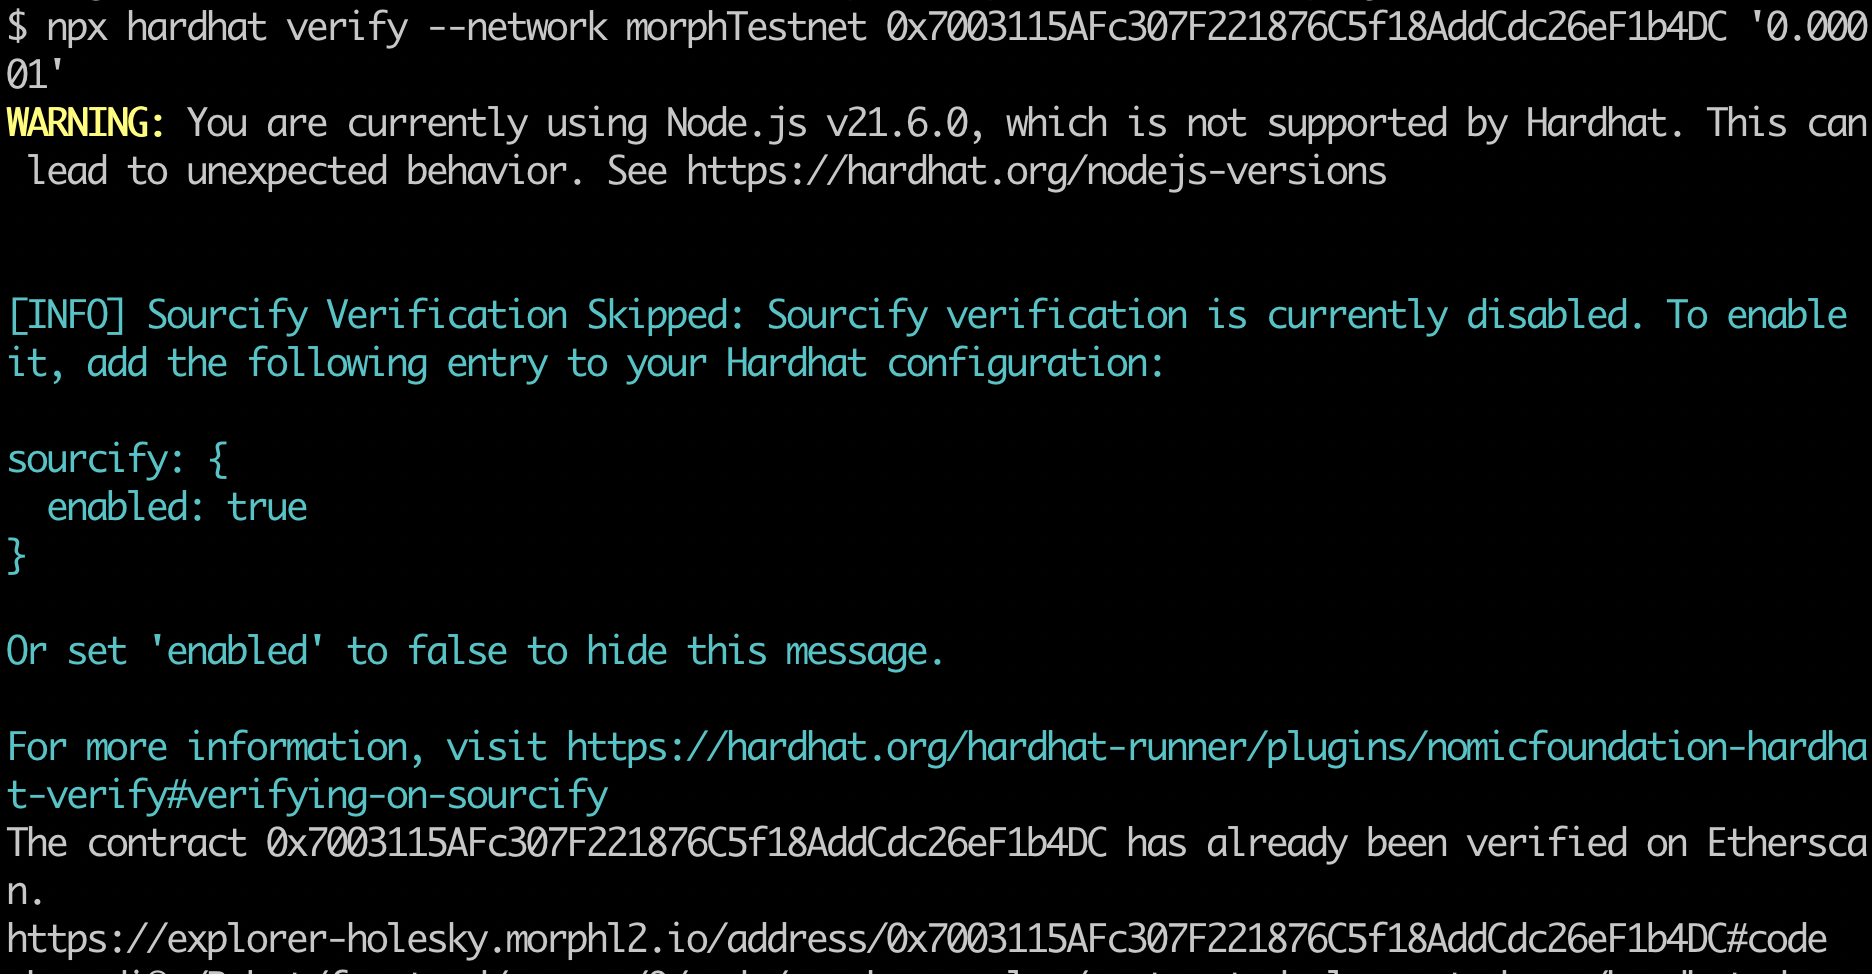 $ npx hardhat verify --network morphTestnet 0x7003115AFc307F221876C5f18AddCdc26eF1b4DC '0.000
01'
WARNING: You are currently using Node.js v21.6.0, which is not supported by Hardhat. This can
 lead to unexpected behavior. See https://hardhat.org/nodejs-versions
[INFO] Sourcify Verification Skipped: Sourcify verification is currently disabled. To enable
it, add the following entry to your Hardhat configuration:
sourcify: {
  enabled: true
}
Or set 'enabled' to false to hide this message.
For more information, visit https://hardhat.org/hardhat-runner/plugins/nomicfoundation-hardha
t-verify#verifying-on-sourcify
The contract 0x7003115AFc307F221876C5f18AddCdc26eF1b4DC has already been verified on Ethersca
n.
https://explorer-holesky.morphl2.io/address/0x7003115AFc307F221876C5f18AddCdc26eF1b4DC#code